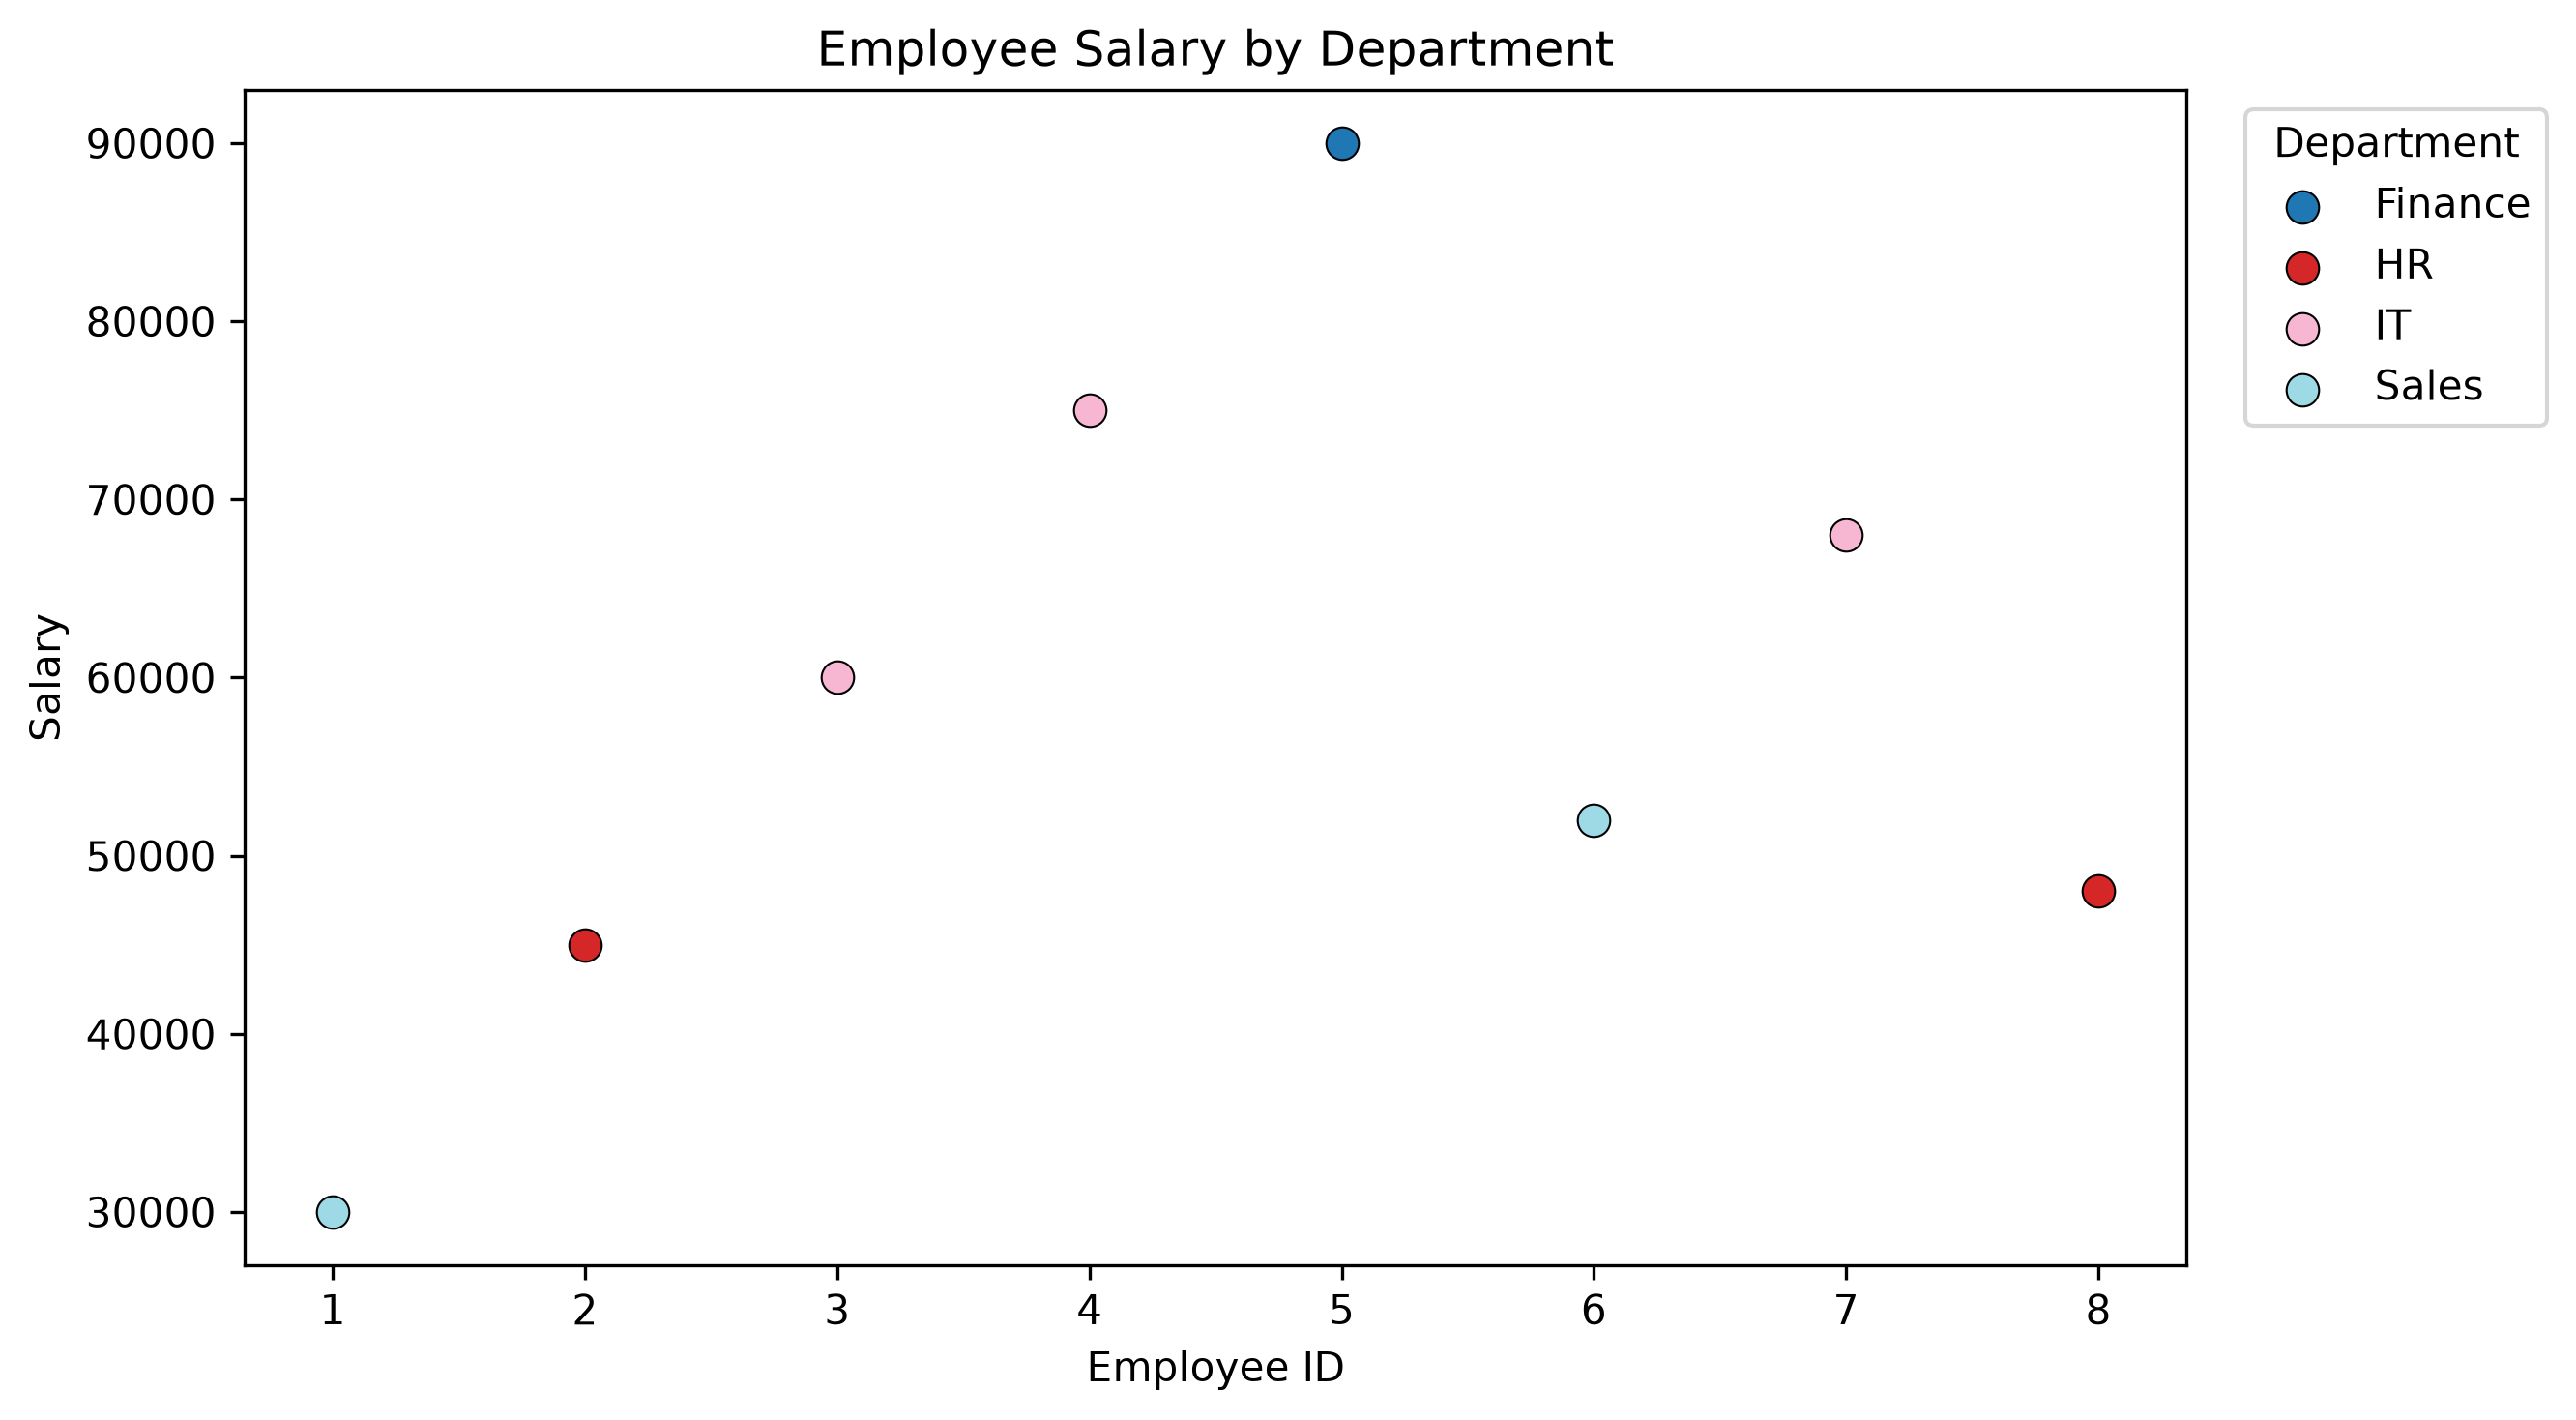 Employee Salary by Department
90000
80000
70000
60000
50000
40000
30000
Salary
1 2 3 4 5 6 7 8
Employee ID
Department
Finance
HR
IT
Sales